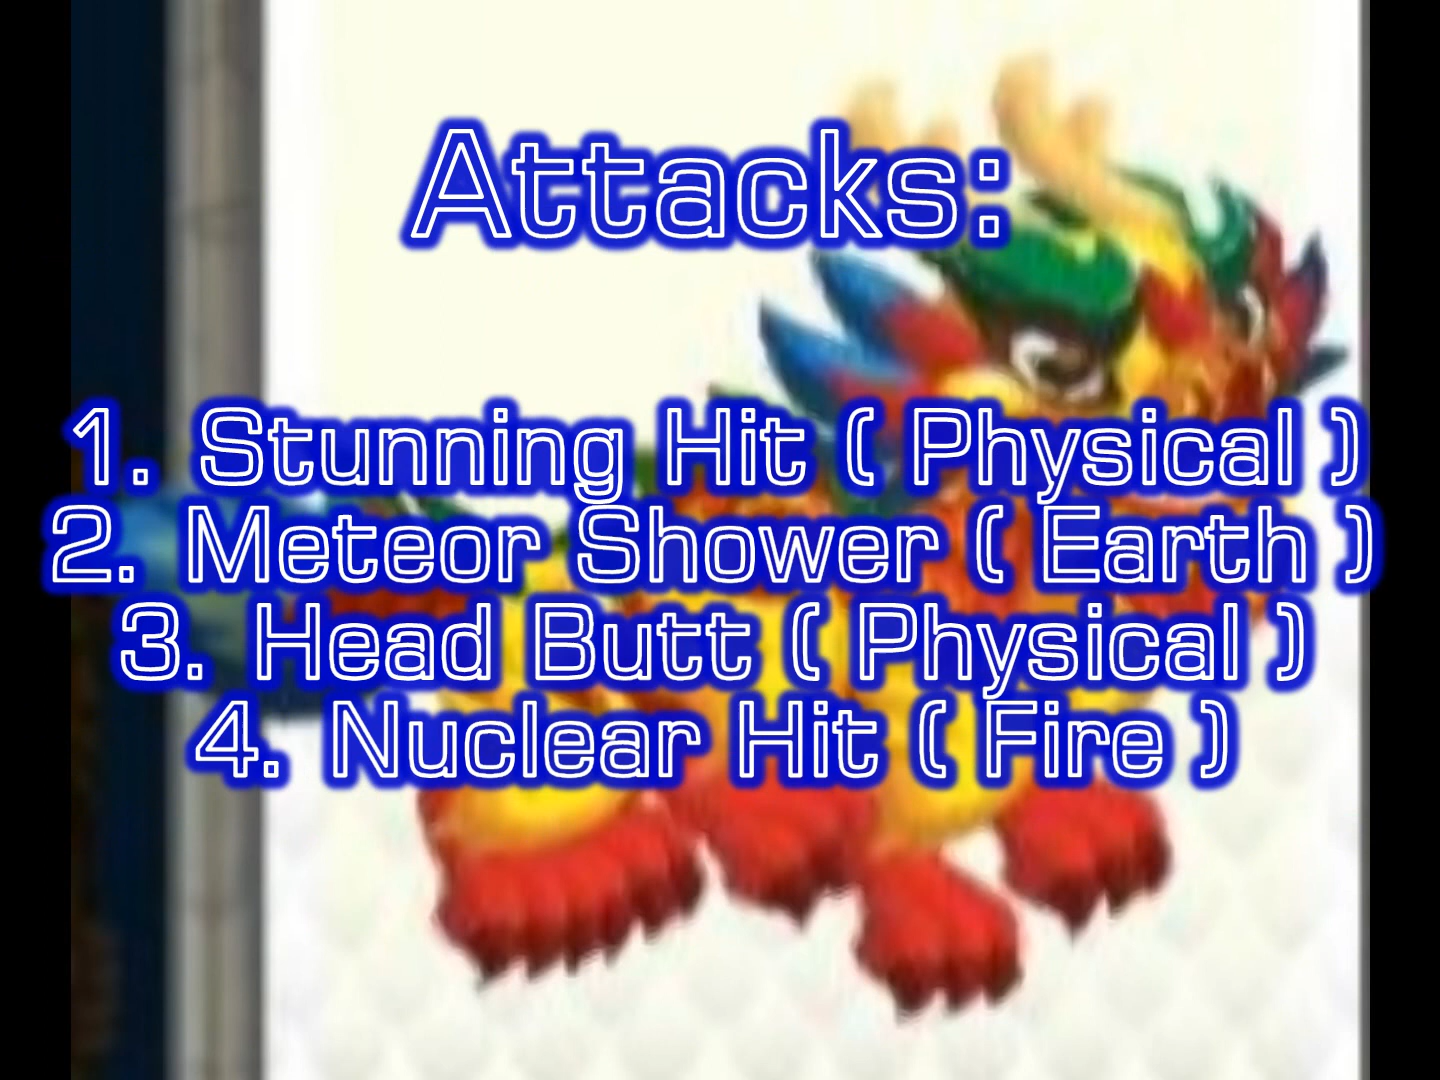 Attacks:
1. Stunning Hit ( Physical )
2. Meteor Shower ( Earth )
3. Head Butt ( Physical )
4. Nuclear Hit ( Fire )